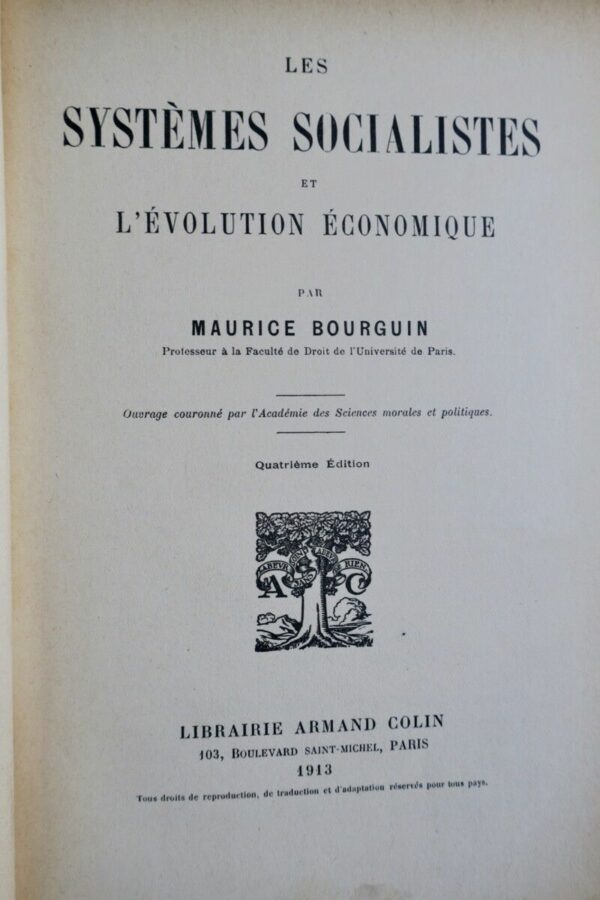 LES
SYSTÈMES SOCIALISTES
ET
L'ÉVOLUTION ÉCONOMIQUE
PAR
MAURICE BOURGUIN
Professeur à la Faculté de Droit de l'Université de Paris.
Ouvrage couronné par l'Académie des Sciences morales et politiques.
Quatrième Édition
A C
RIEN
LIBRAIRIE ARMAND COLIN
103, BOULEVARD SAINT-MICHEL, PARIS
1913
Tous droits de reproduction, de traduction et d'adaptation réservés pour tous pays.